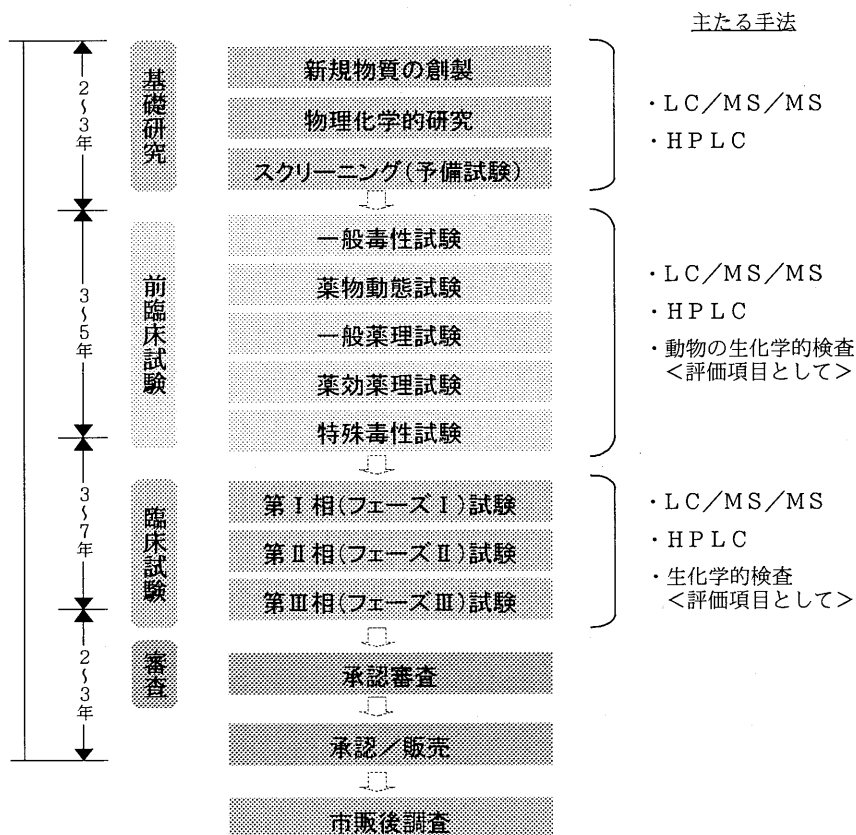 主たる手法
2〜3年
基礎研究
新規物質の創製
物理化学的研究
スクリーニング(予備試験)
・LC/MS/MS
・HPLC
3〜5年
前臨床試験
一般毒性試験
薬物動態試験
一般薬理試験
薬効薬理試験
特殊毒性試験
・LC/MS/MS
・HPLC
・動物の生化学的検査
<評価項目として>
3〜7年
臨床試験
第Ⅰ相(フェーズⅠ)試験
第Ⅱ相(フェーズⅡ)試験
第Ⅲ相(フェーズⅢ)試験
・LC/MS/MS
・HPLC
・生化学的検査
<評価項目として>
2〜3年
審査
承認審査
承認/販売
市販後調査